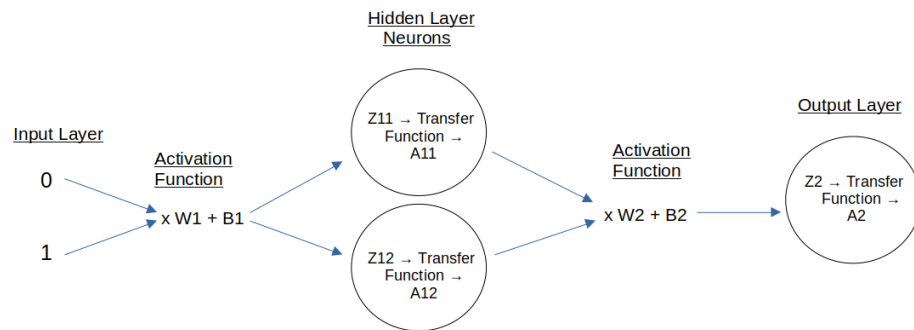 Hidden Layer
Neurons
Output Layer
Input Layer
Z11 → Transfer
Function →
A11
Activation
Function
Activation
Function
0
Z2 → Transfer
Function →
A2
x W1 + B1
x W2 + B2
1
Z12 → Transfer
Function →
A12